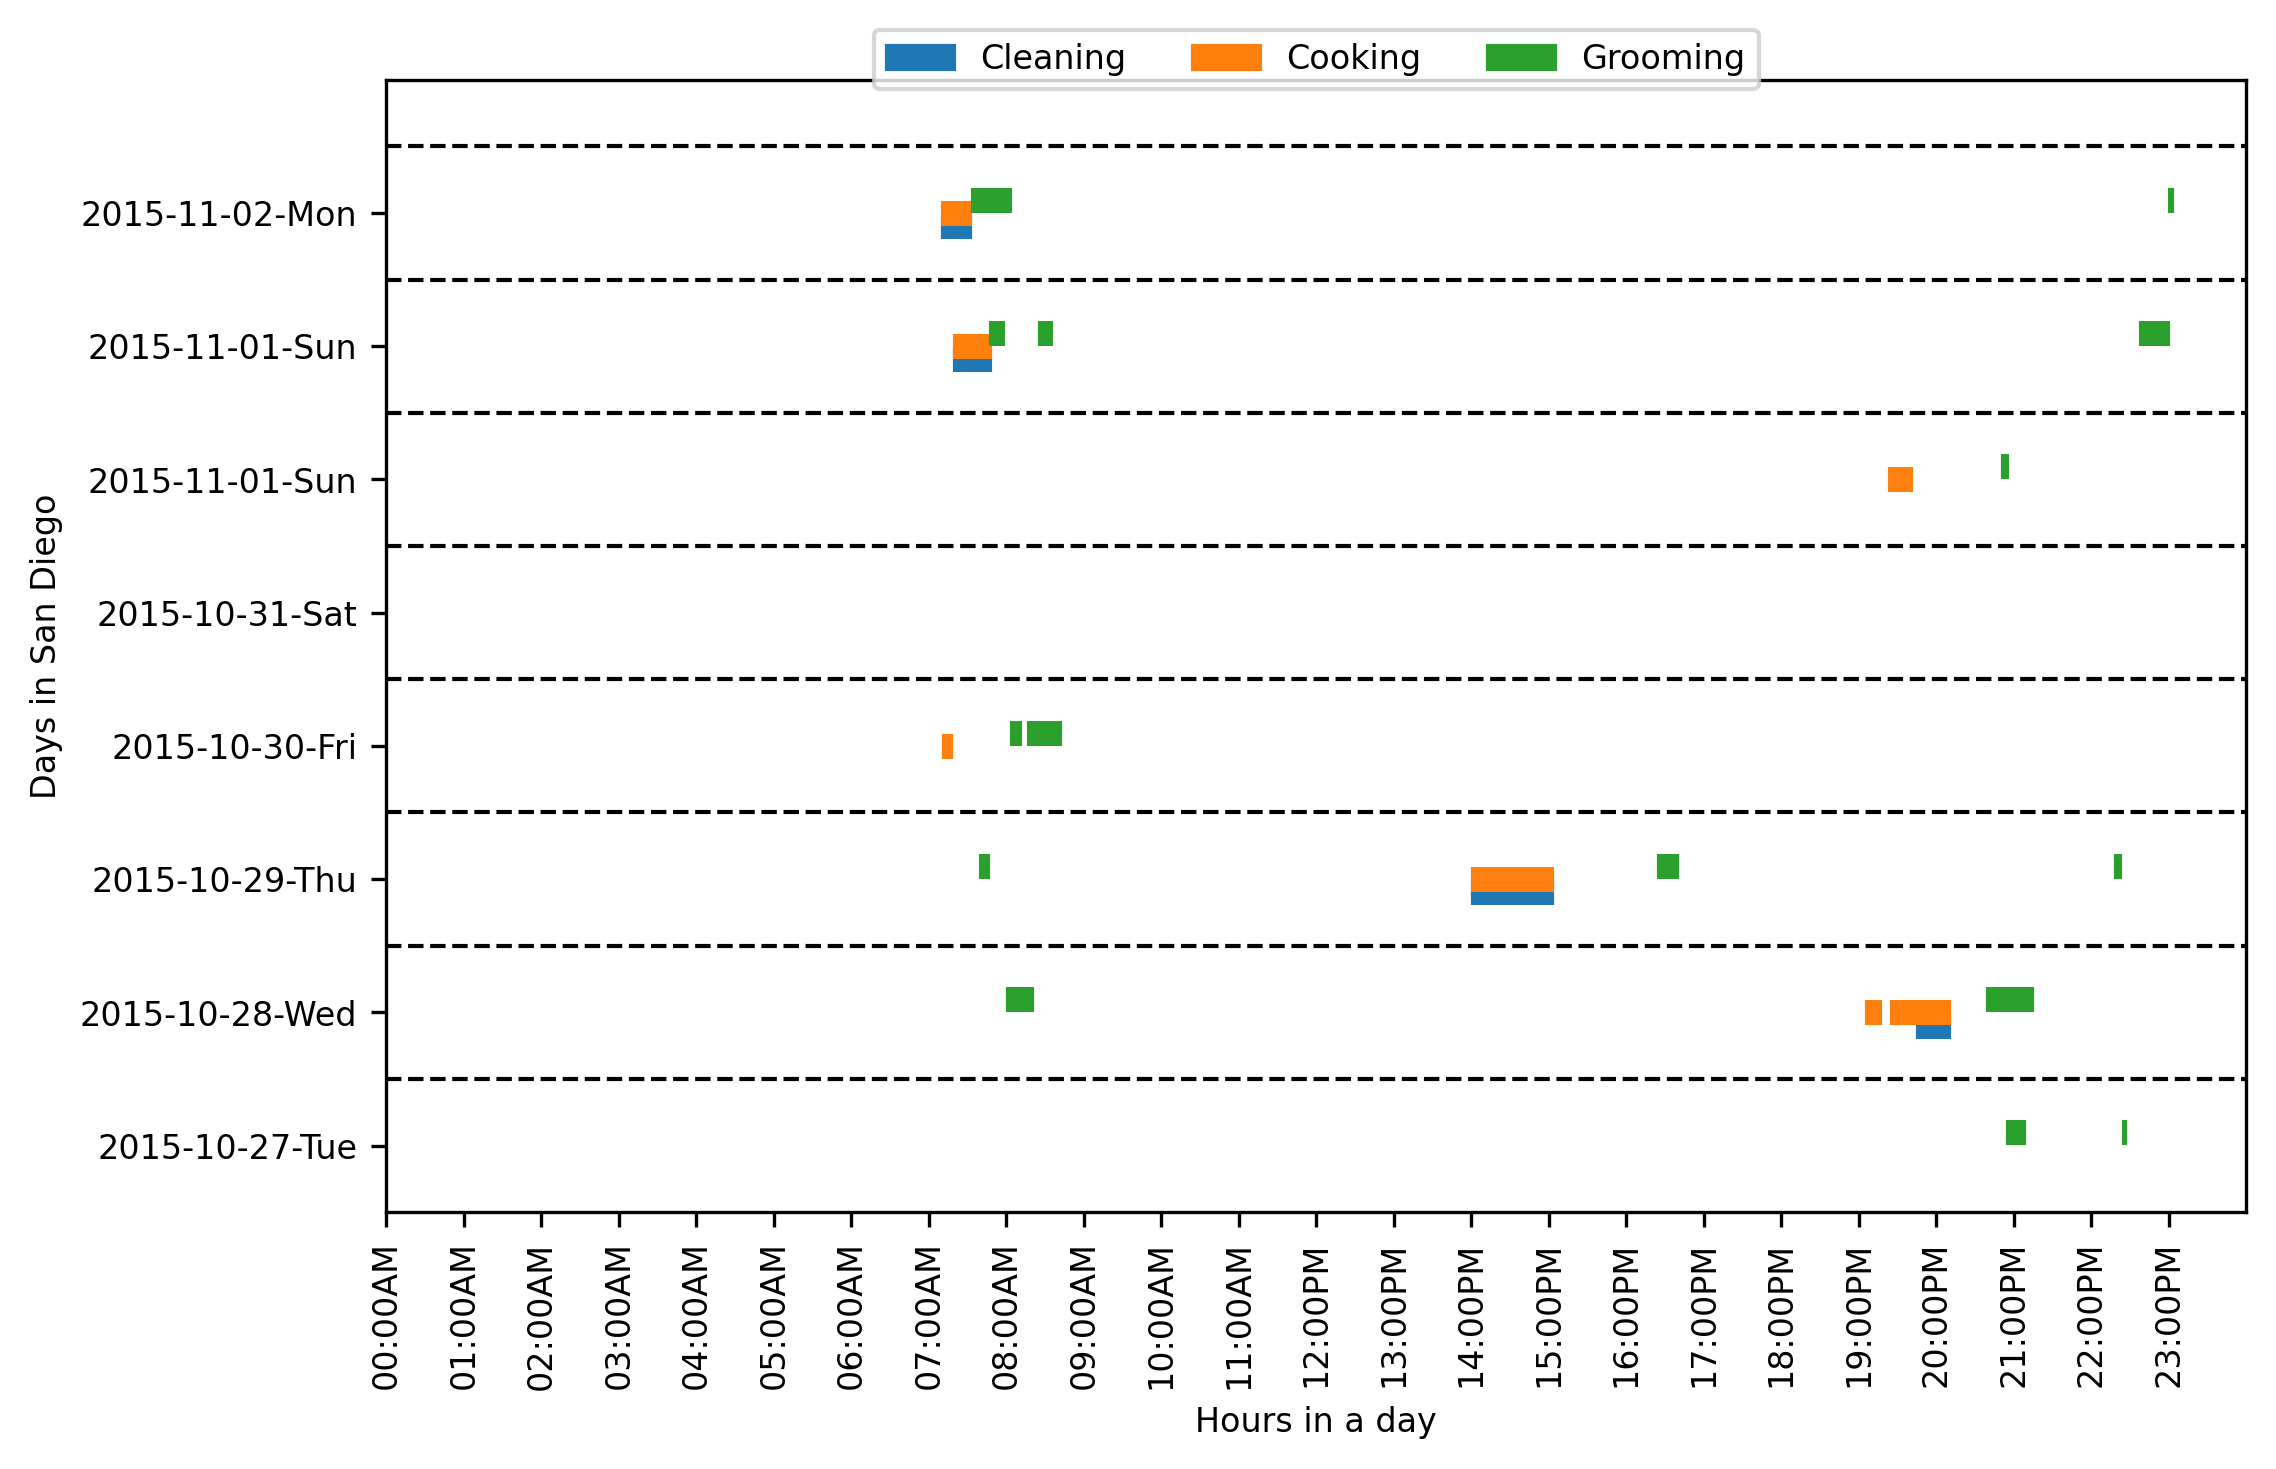 Cleaning Cooking Grooming
Days in San Diego
2015-11-02-Mon
2015-11-01-Sun
2015-11-01-Sun
2015-10-31-Sat
2015-10-30-Fri
2015-10-29-Thu
2015-10-28-Wed
2015-10-27-Tue
00:00AM
01:00AM
02:00AM
03:00AM
04:00AM
05:00AM
06:00AM
07:00AM
08:00AM
09:00AM
10:00AM
11:00AM
12:00PM
13:00PM
14:00PM
15:00PM
16:00PM
17:00PM
18:00PM
19:00PM
20:00PM
21:00PM
22:00PM
23:00PM
Hours in a day